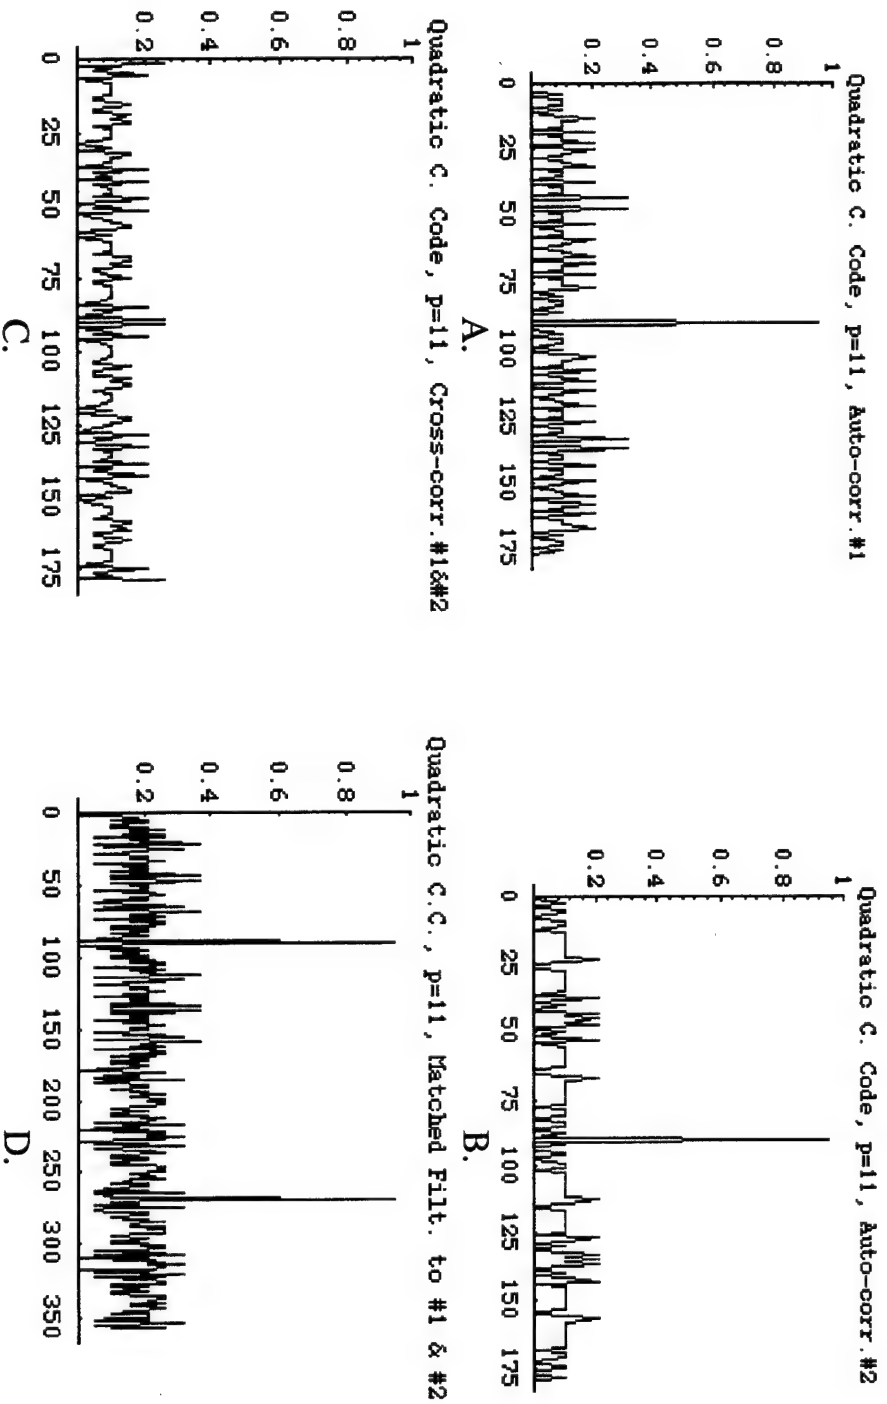 Quadratic C. Code, p=11, Auto-corr.#1
1
0.8
0.6
0.4
0.2
0 25 50 75 100 125 150 175
A.
Quadratic C. Code, p=11, Auto-corr.#2
1
0.8
0.6
0.4
0.2
0 25 50 75 100 125 150 175
B.
Quadratic C. Code, p=11, Cross-corr.#1&#2
1
0.8
0.6
0.4
0.2
0 25 50 75 100 125 150 175
C.
Quadratic C.C., p=11, Matched Filt. to #1 & #2
1
0.8
0.6
0.4
0.2
0 50 100 150 200 250 300 350
D.